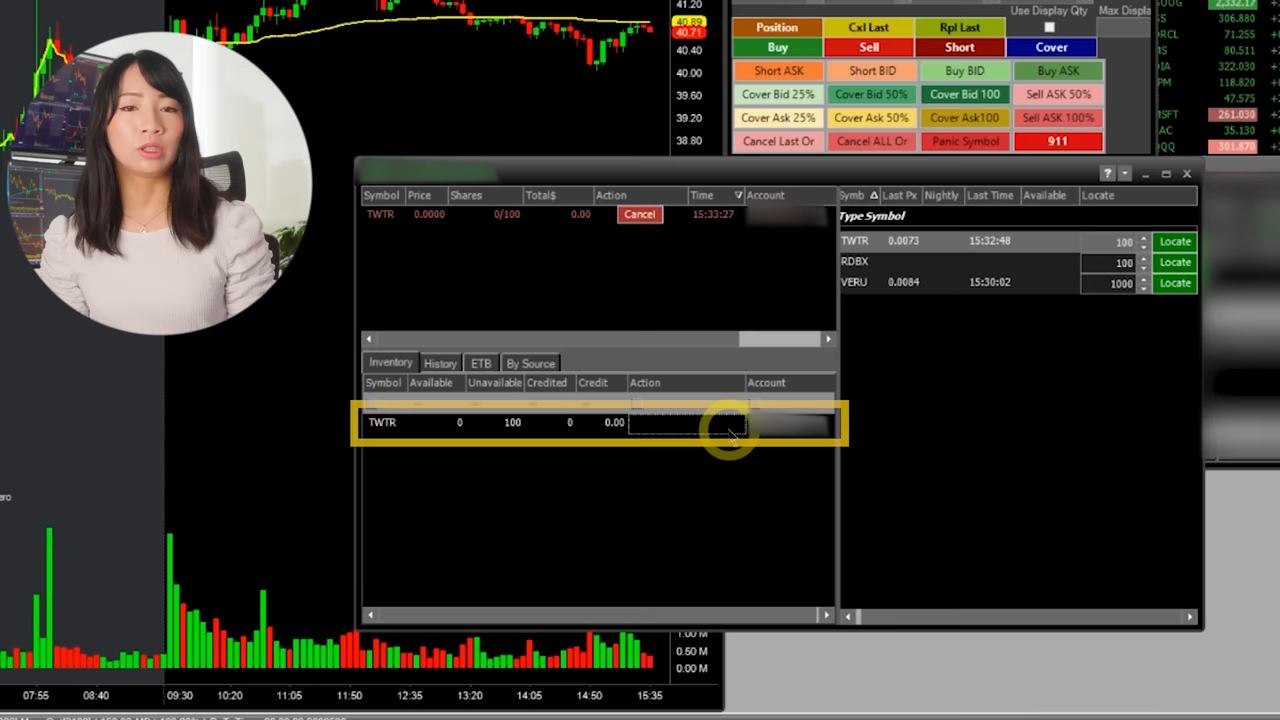 41.20
40.89
40.71
40.40
40.00
39.60
39.20
38.80
Use Display Qty
Position Cxl Last Rpl Last
Buy Sell Short Cover
Short ASK Short BID Buy BID Buy ASK
Cover Bid 25% Cover Bid 50% Cover Bid 100 Sell ASK 50%
Cover Ask 25% Cover Ask 50% Cover Ask100 Sell ASK 100%
Cancel Last Or Cancel ALL Or Panic Symbol 911
306.880
71.255
80.511
322.030
118.820
47.575
261.030
35.130
301.870
?
Symbol Price Shares Total$ Action Time Account
TWTR 0.0000 0/100 0.00 Cancel 15:33:27
Symb Last Px Nightly Last Time Available Locate
Type Symbol
TWTR 0.0073 15:32:48 100 Locate
RDBX 100 Locate
VERU 0.0084 15:30:02 1000 Locate
Inventory History ETB By Source
Symbol Available Unavailable Credited Credit Action Account
TWTR 0 100 0 0.00
1.00 M
0.50 M
0.00 M
07:55 08:40 09:30 10:20 11:05 11:50 12:35 13:20 14:05 14:50 15:35